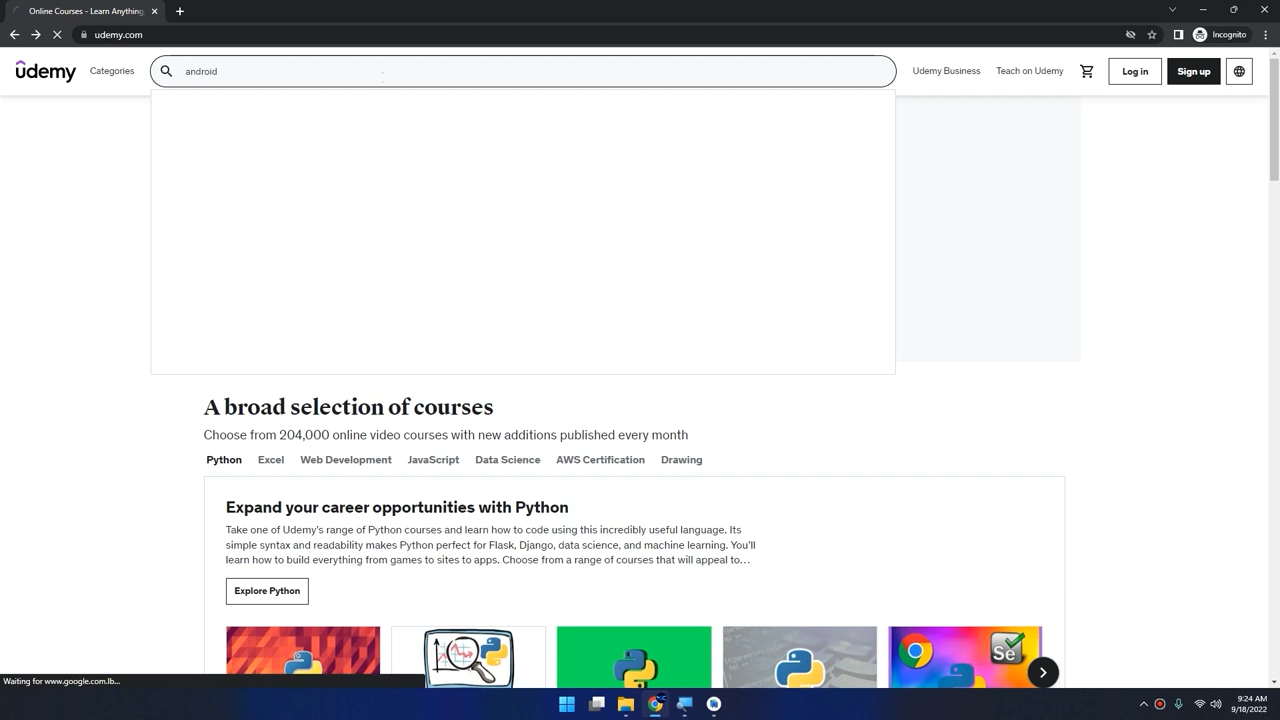 Online Courses - Learn Anything,
udemy.com
Incognito
udemy
Categories
android
Udemy Business
Teach on Udemy
Log in
Sign up
A broad selection of courses
Choose from 204,000 online video courses with new additions published every month
Python
Excel
Web Development
JavaScript
Data Science
AWS Certification
Drawing
Expand your career opportunities with Python
Take one of Udemy's range of Python courses and learn how to code using this incredibly useful language. Its
simple syntax and readability makes Python perfect for Flask, Django, data science, and machine learning. You'll
learn how to build everything from games to sites to apps. Choose from a range of courses that will appeal to…
Explore Python
Se
Waiting for www.google.com.lb...
9:24 AM
9/18/2022